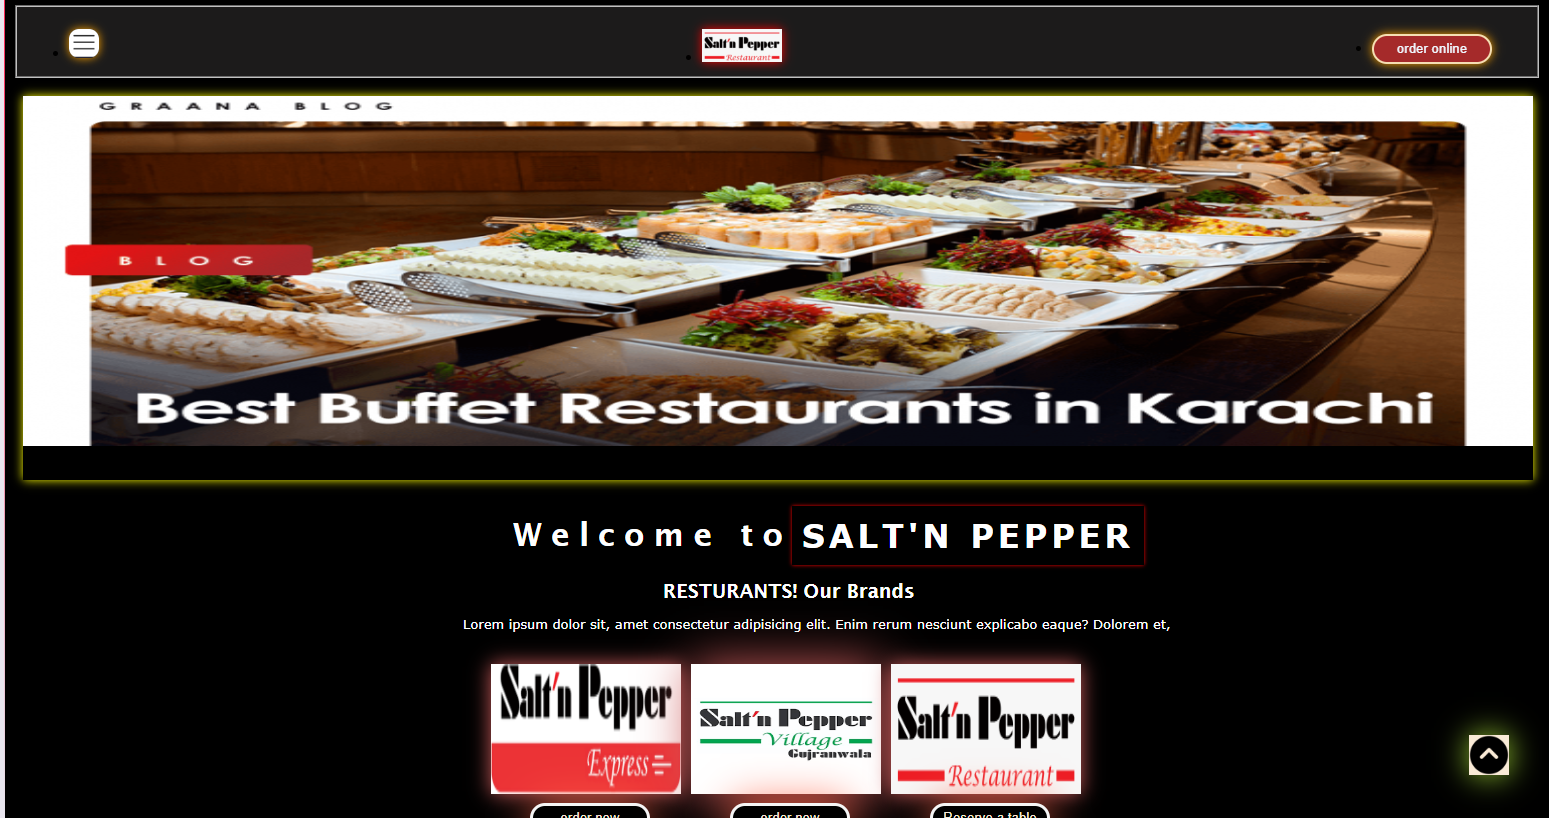 Salt'n Pepper
Restaurant
order online
GRAANA BLOG
BLOG
Best Buffet Restaurants in Karachi
Welcome to SALT'N PEPPER
RESTURANTS! Our Brands
Lorem ipsum dolor sit, amet consectetur adipisicing elit. Enim rerum nesciunt explicabo eaque? Dolorem et,
Salt'n Pepper
Express
Salt'n Pepper
Village
Gujranwala
Salt'n Pepper
Restaurant
order now
order now
Reserve a table